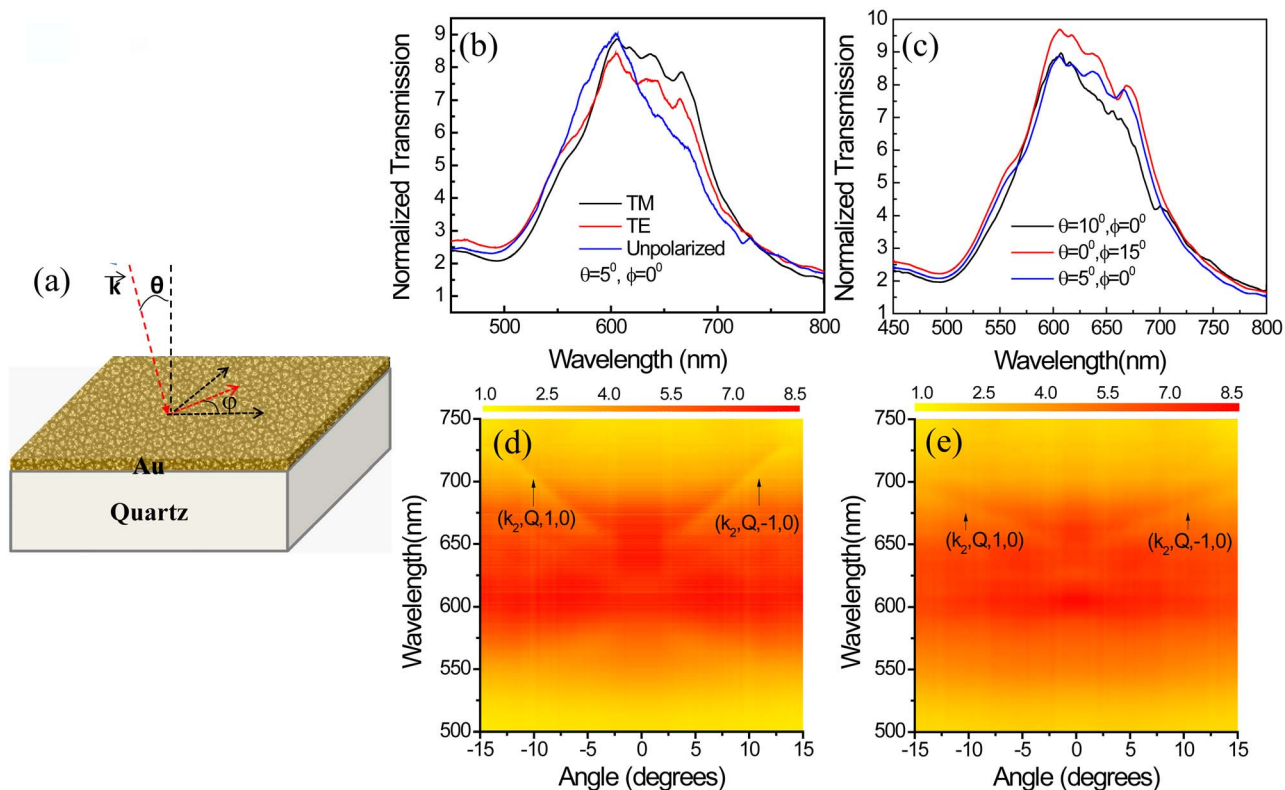 (a)
k
θ
φ
Au
Quartz
(b)
Normalized Transmission
9
8
7
6
5
4
3
2
1
TM
TE
Unpolarized
θ=5⁰, ϕ=0⁰
500 600 700 800
Wavelength (nm)
(c)
Normalized Transmission
10
9
8
7
6
5
4
3
2
1
θ=10⁰,ϕ=0⁰
θ=0⁰,ϕ=15⁰
θ=5⁰,ϕ=0⁰
450 500 550 600 650 700 750 800
Wavelength(nm)
1.0 2.5 4.0 5.5 7.0 8.5
(d)
Wavelength(nm)
750
700
650
600
550
500
(k₂,Q,1,0)
(k₂,Q,-1,0)
-15 -10 -5 0 5 10 15
Angle (degrees)
1.0 2.5 4.0 5.5 7.0 8.5
(e)
Wavelength(nm)
750
700
650
600
550
500
(k₂,Q,1,0)
(k₂,Q,-1,0)
-15 -10 -5 0 5 10 15
Angle (degrees)